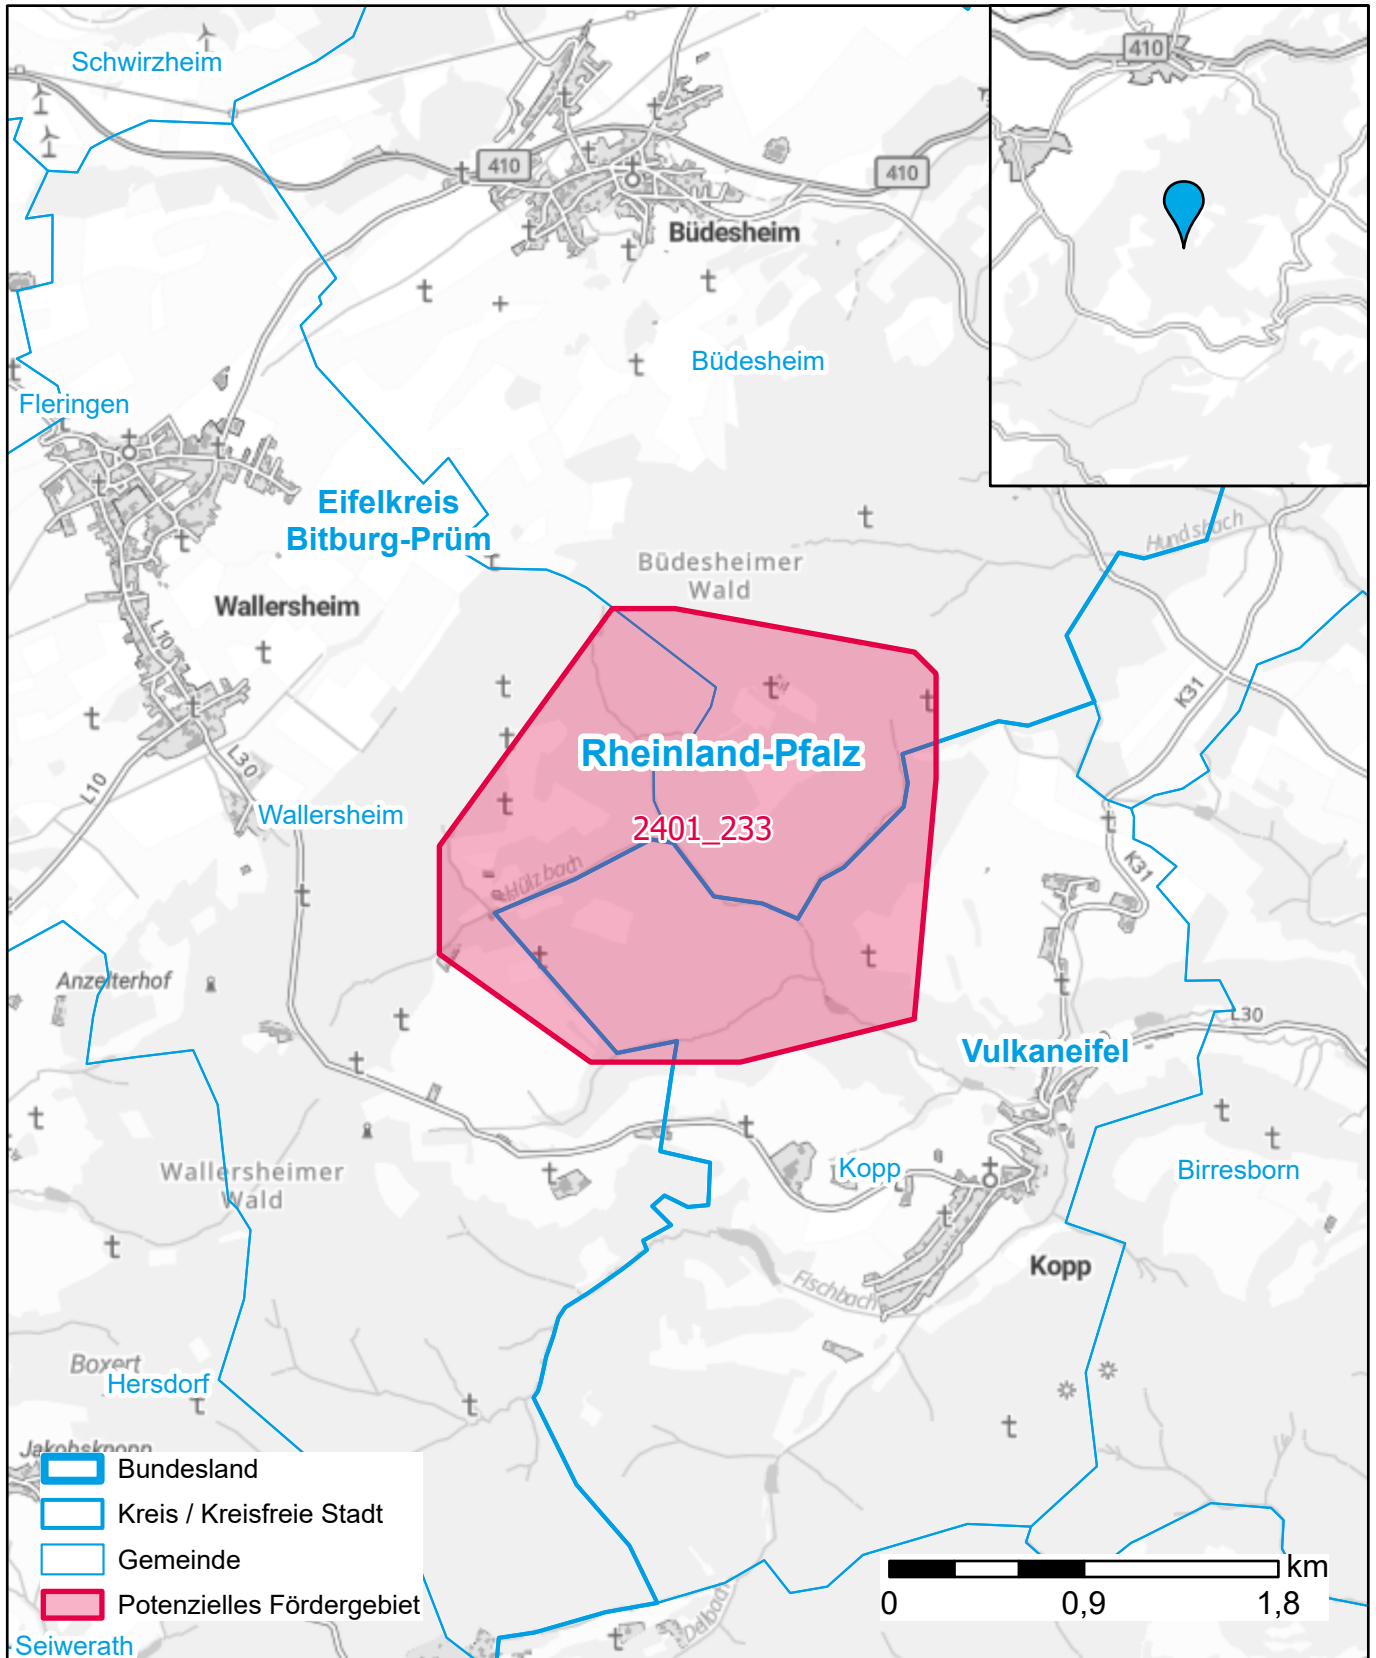 Schwirzheim
410
410
410
Büdesheim
Büdesheim
Fleringen
Eifelkreis
Bitburg-Prüm
Hundsbach
Büdesheimer
Wald
Wallersheim
L10
K31
L30
L10
Rheinland-Pfalz
Wallersheim
2401_233
Hülzbach
K31
Anzelterhof
L30
Vulkaneifel
Wallersheimer
Wald
Kopp
Birresborn
Kopp
Fischbach
Boxert
Hersdorf
Jakobsknopp
Bundesland
Kreis / Kreisfreie Stadt
Gemeinde
Potenzielles Fördergebiet
km
0
0,9
1,8
Delbach
Seiwerath